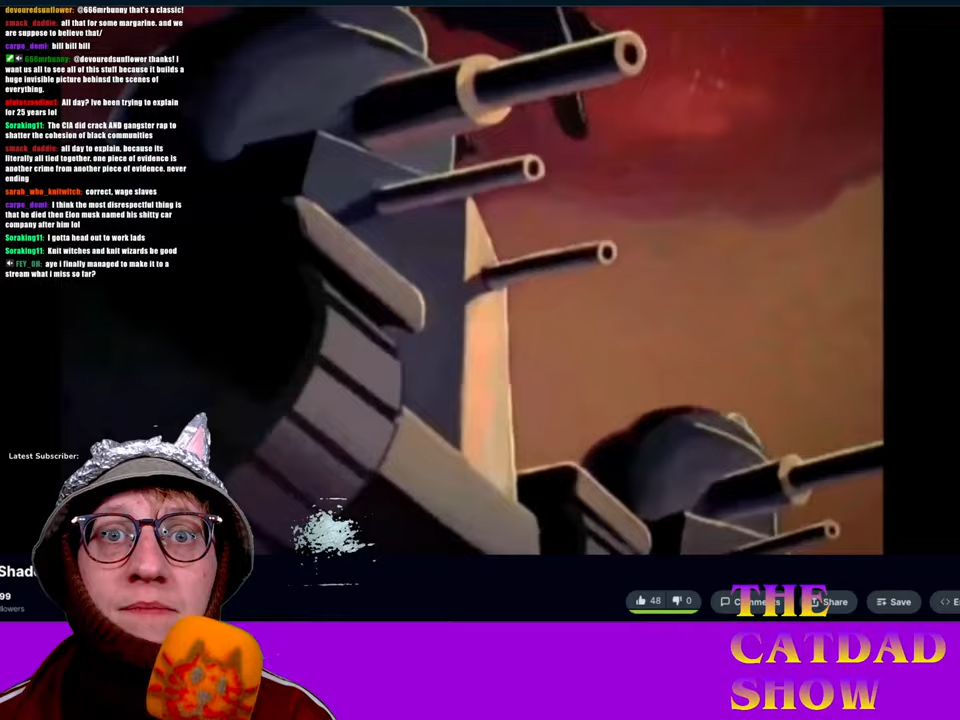 devouredsunflower: @666mrbunny that's a classic!
smack_daddie: all that for some margarine. and we
are suppose to believe that/
carpe_demi: bill bill bill
666mrbunny: @devouredsunflower thanks! I
want us all to see all of this stuff because it builds a
huge invisible picture behinsd the scenes of
everything.
All day? Ive been trying to explain
for 25 years lol
Soraking11: The CIA did crack AND gangster rap to
shatter the cohesion of black communities
smack_daddie: all day to explain, because its
literally all tied together. one piece of evidence is
another crime from another piece of evidence. never
ending
sarah_who_knitwitch: correct, wage slaves
carpe_demi: I think the most disrespectful thing is
that he died then Elon musk named his shitty car
company after him lol
Soraking11: I gotta head out to work lads
Soraking11: Knit witches and knit wizards be good
FEY_OH: aye i finally managed to make it to a
stream what i miss so far?
Latest Subscriber:
Shad
99
llowers
48
0
Comments
Share
Save
E
THE
CATDAD
SHOW